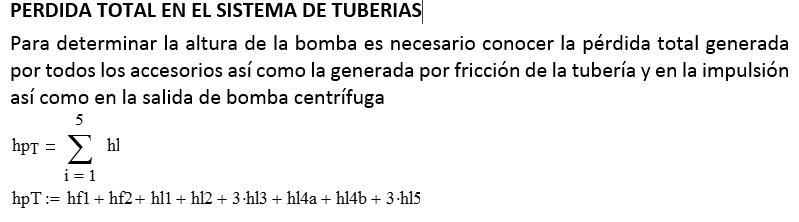 PERDIDA TOTAL EN EL SISTEMA DE TUBERIAS
Para determinar la altura de la bomba es necesario conocer la pérdida total generada
por todos los accesorios así como la generada por fricción de la tubería y en la impulsión
así como en la salida de bomba centrífuga
5
hpT = ∑ hl
i = 1
hpT := hf1 + hf2 + hl1 + hl2 + 3·hl3 + hl4a + hl4b + 3·hl5